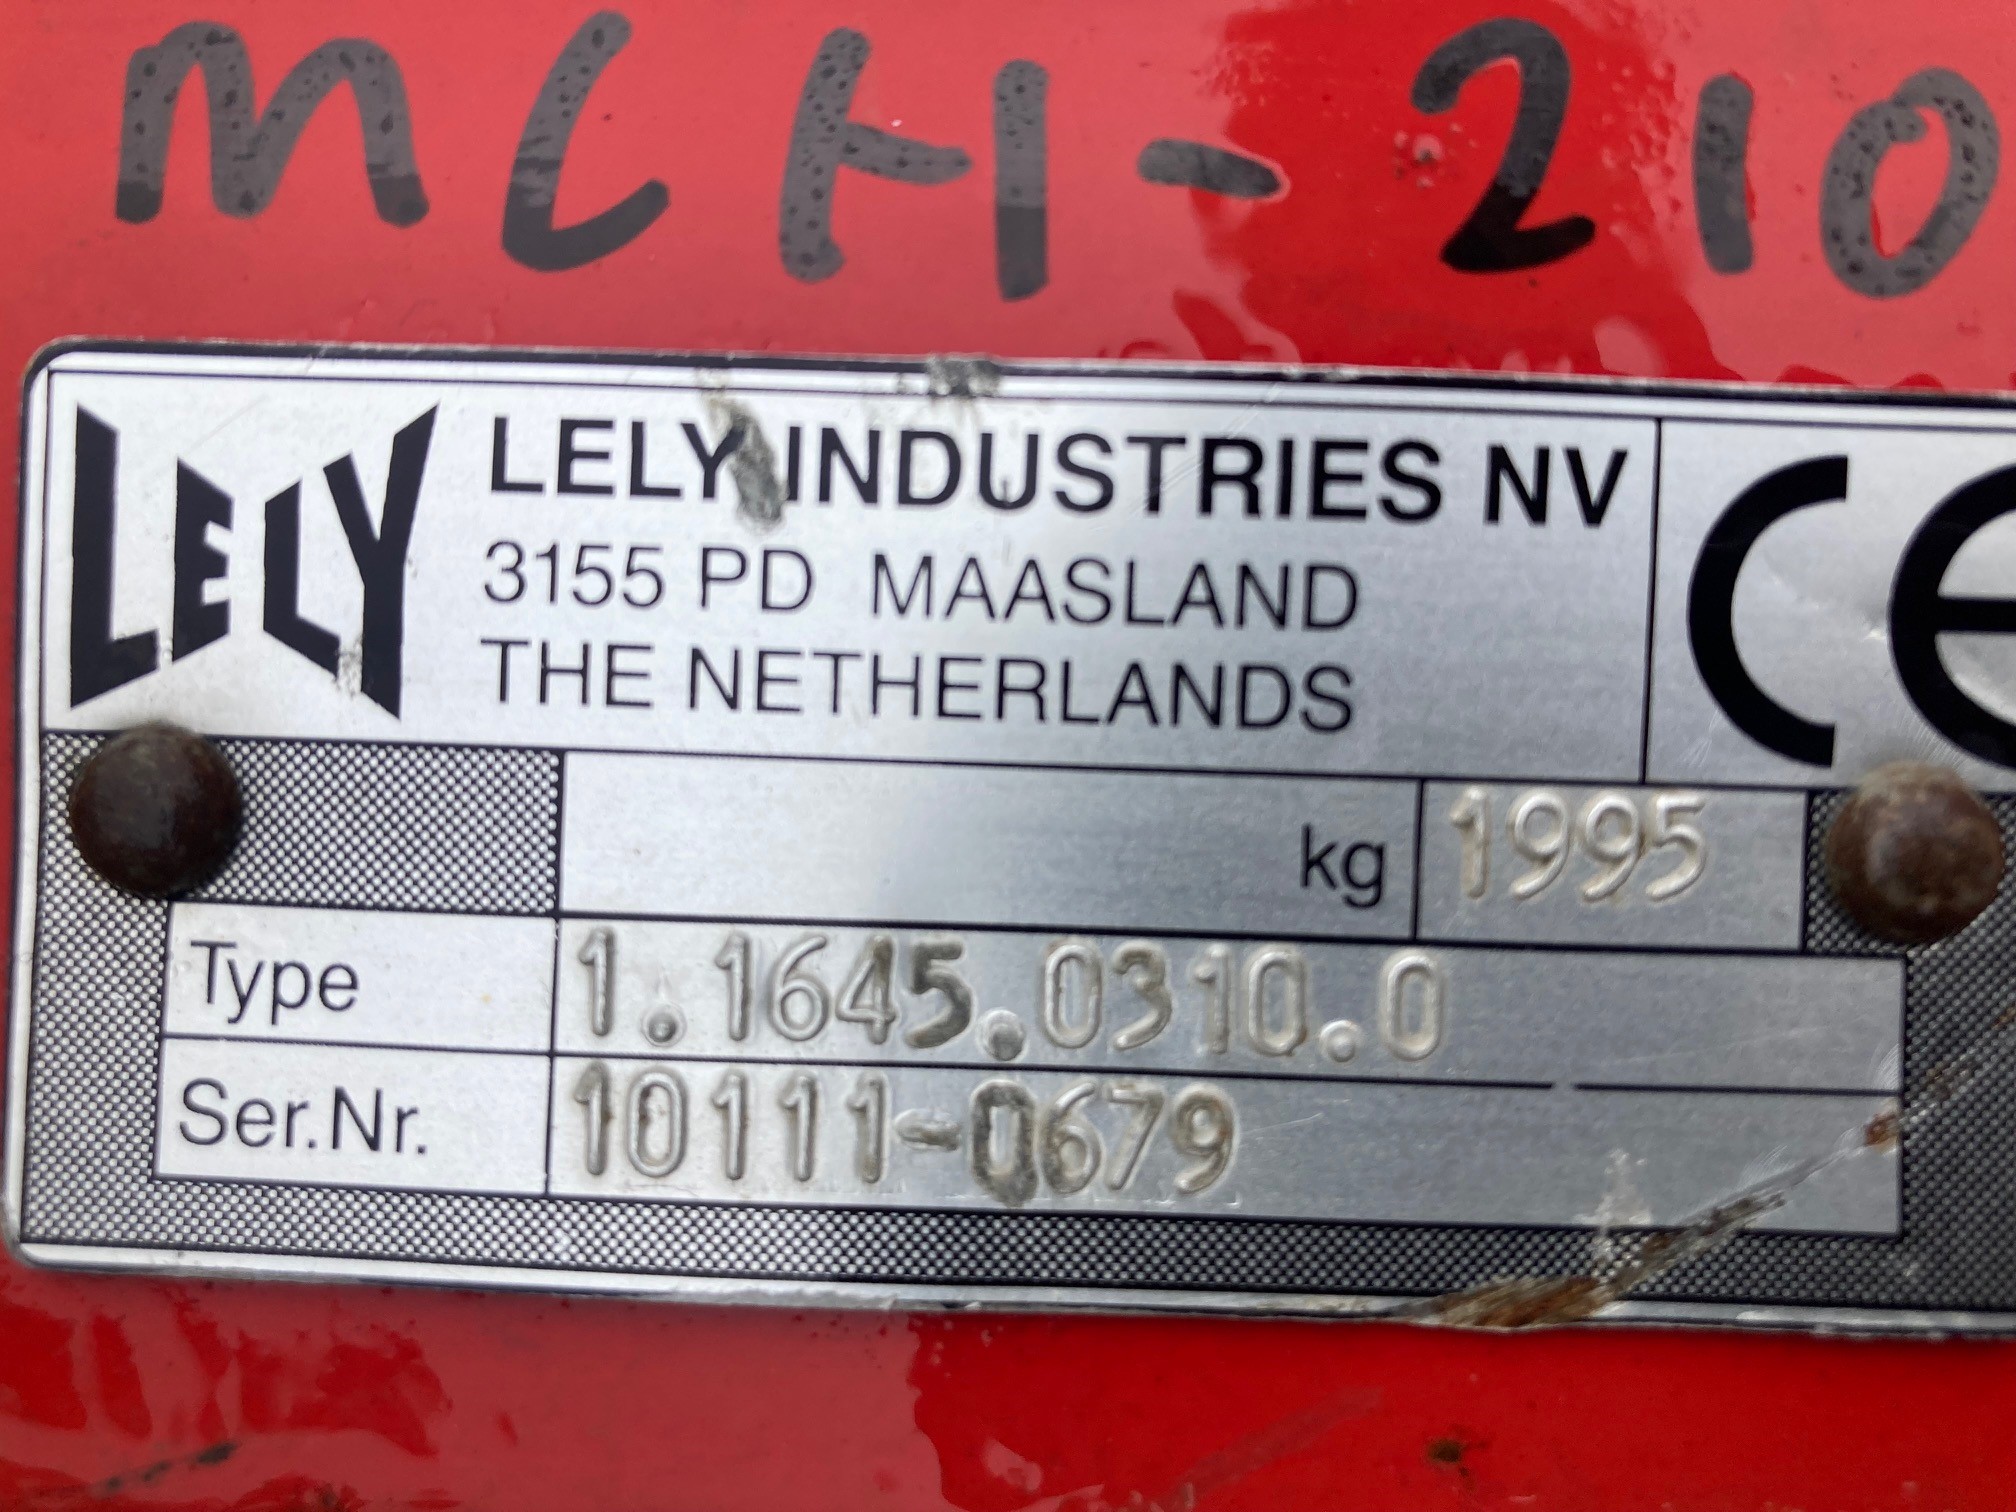 MCH-210
LELY
LELY INDUSTRIES NV
3155 PD MAASLAND
THE NETHERLANDS
CE
kg 1995
Type 1.1645.0310.0
Ser.Nr. 10111-0679